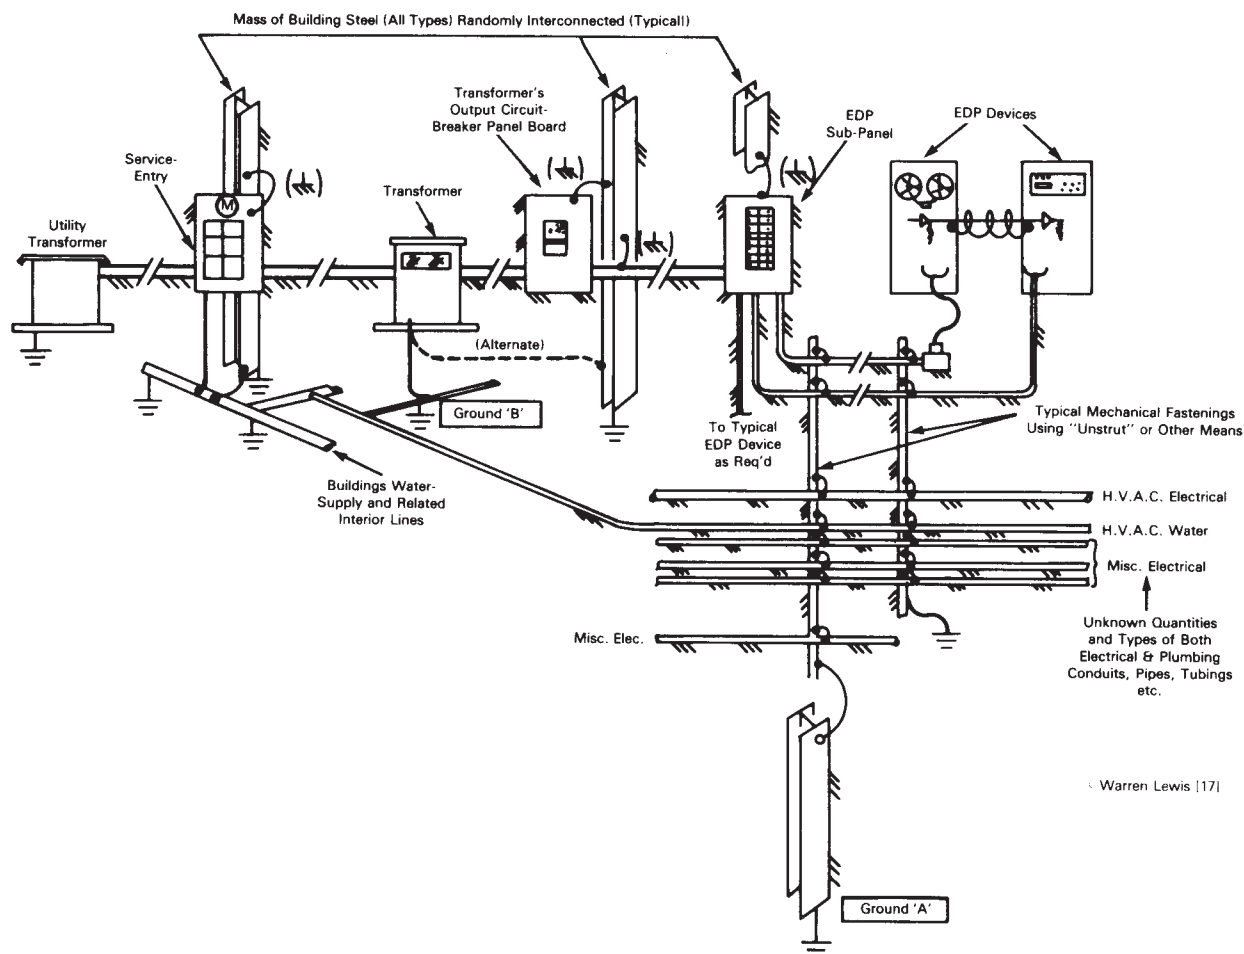 Mass of Building Steel (All Types) Randomly Interconnected (Typical)
Transformer's
Output Circuit-
Breaker Panel Board
EDP
Sub-Panel
EDP Devices
Service-
Entry
Transformer
Utility
Transformer
M
(Alternate)
Ground 'B'
To Typical
EDP Device
as Req'd
Typical Mechanical Fastenings
Using "Unstrut" or Other Means
Buildings Water-
Supply and Related
Interior Lines
H.V.A.C. Electrical
H.V.A.C. Water
Misc. Electrical
Misc. Elec.
Unknown Quantities
and Types of Both
Electrical & Plumbing
Conduits, Pipes, Tubings
etc.
Warren Lewis [17]
Ground 'A'